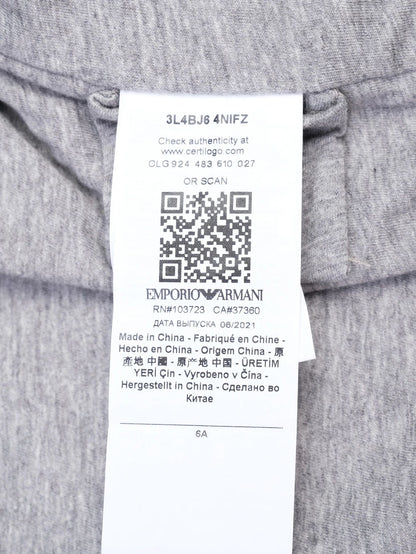 3L4BJ6 4NIFZ
Check authenticity at
www.certilogo.com
CLG 924 483 610 027
OR SCAN
EMPORIO ARMANI
RN#103723 CA#37360
ДАТА ВЫПУСКА 08/2021
Made in China - Fabriqué en Chine -
Hecho en China - Origem China - 原
產地 中國 - 原产地 中国 - ÜRETİM
YERİ Çin - Vyrobeno v Čína -
Hergestellt in China - Сделано во
Китае
6A